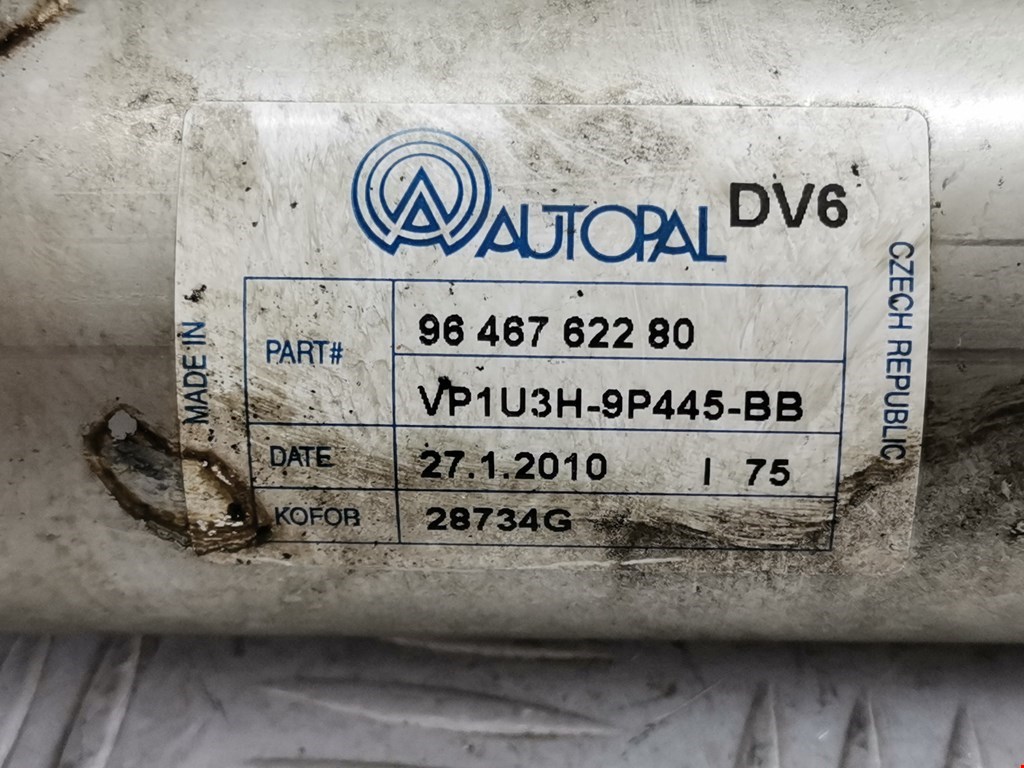 AUTOPAL
DV6
MADE IN
CZECH REPUBLIC
PART#
96 467 622 80
VP1U3H-9P445-BB
DATE
27.1.2010 I 75
KOFOR
28734G